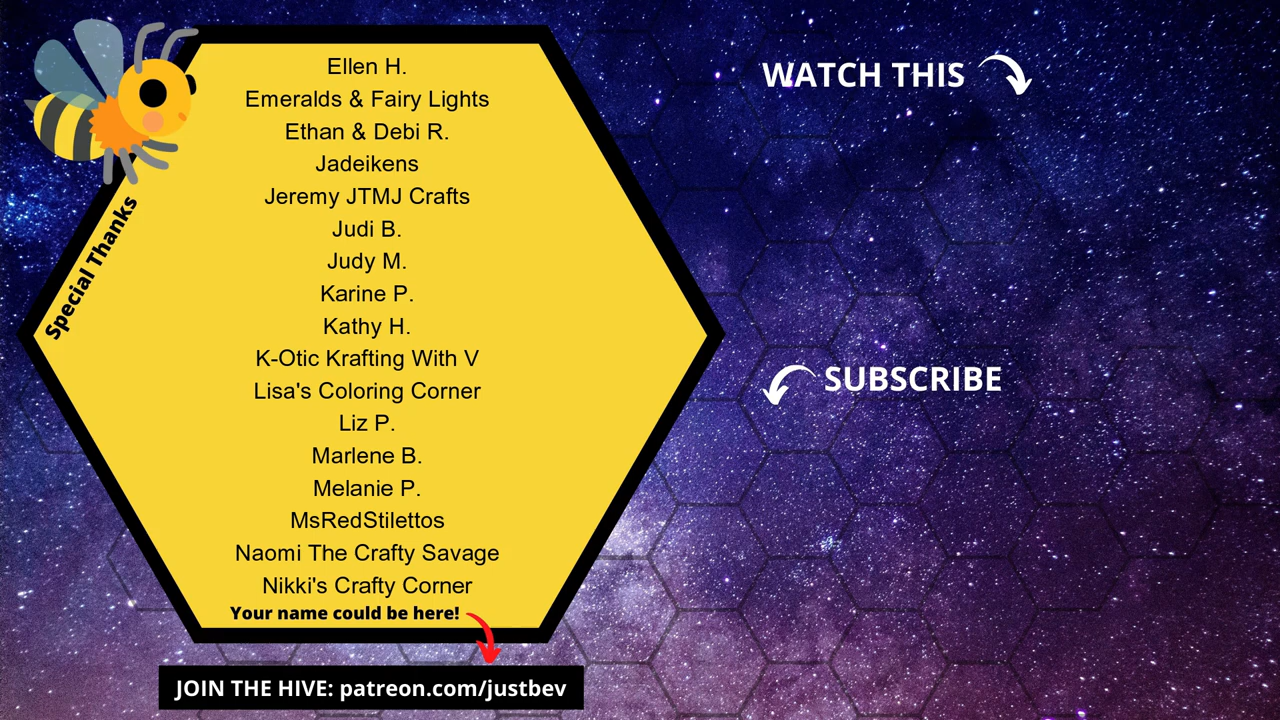 Special Thanks
Ellen H.
Emeralds & Fairy Lights
Ethan & Debi R.
Jadeikens
Jeremy JTMJ Crafts
Judi B.
Judy M.
Karine P.
Kathy H.
K-Otic Krafting With V
Lisa's Coloring Corner
Liz P.
Marlene B.
Melanie P.
MsRedStilettos
Naomi The Crafty Savage
Nikki's Crafty Corner
Your name could be here!
JOIN THE HIVE: patreon.com/justbev
WATCH THIS
SUBSCRIBE